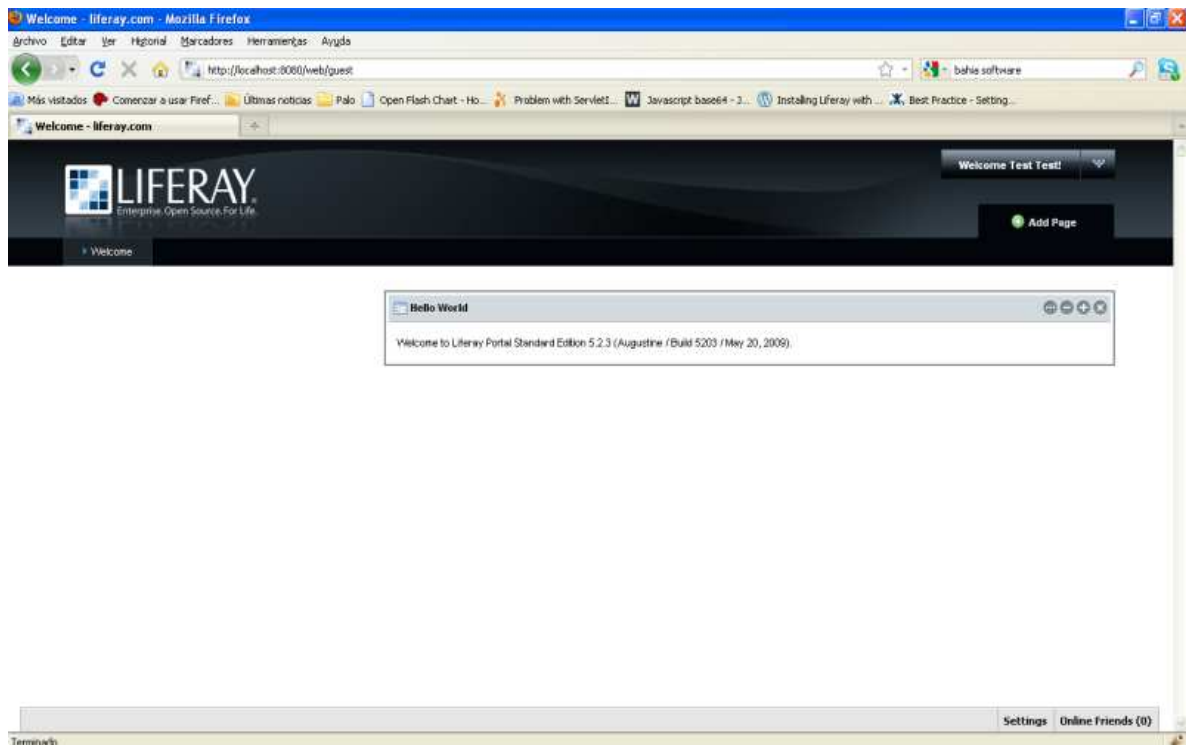 Welcome - liferay.com - Mozilla Firefox
Archivo Editar Ver Historial Marcadores Herramientas Ayuda
http://localhost:8080/web/guest
bahia software
Más visitados Comenzar a usar Firef... Últimas noticias Palo Open Flash Chart - Ho... Problem with ServletI... Javascript base64 - J... Installing Liferay with ... Best Practice - Setting...
Welcome - liferay.com
Welcome Test Test!
LIFERAY.
Enterprise. Open Source. For Life.
Add Page
Welcome
Hello World
Welcome to Liferay Portal Standard Edition 5.2.3 (Augustine / Build 5203 / May 20, 2009).
Settings Online Friends (0)
Terminado